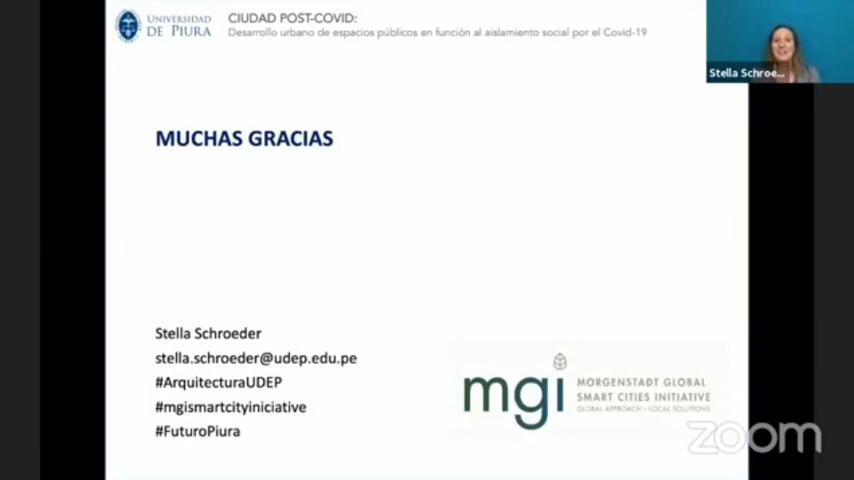 UNIVERSIDAD
DE PIURA
CIUDAD POST-COVID:
Desarrollo urbano de espacios públicos en función al aislamiento social por el Covid-19
Stella Schroe...
MUCHAS GRACIAS
Stella Schroeder
stella.schroeder@udep.edu.pe
#ArquitecturaUDEP
#mgismartcityiniciative
#FuturoPiura
mgi
MORGENSTADT GLOBAL
SMART CITIES INITIATIVE
GLOBAL APPROACH – LOCAL SOLUTIONS
zoom